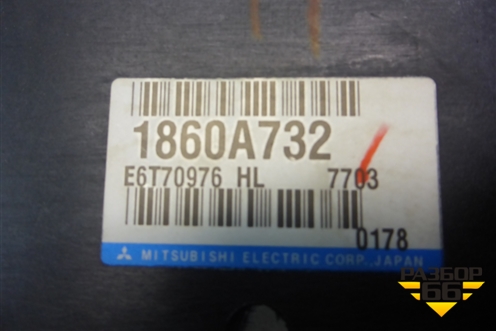 1860A732
E6T70976 HL 7703
0178
MITSUBISHI ELECTRIC CORP., JAPAN
РАЗБОР
66